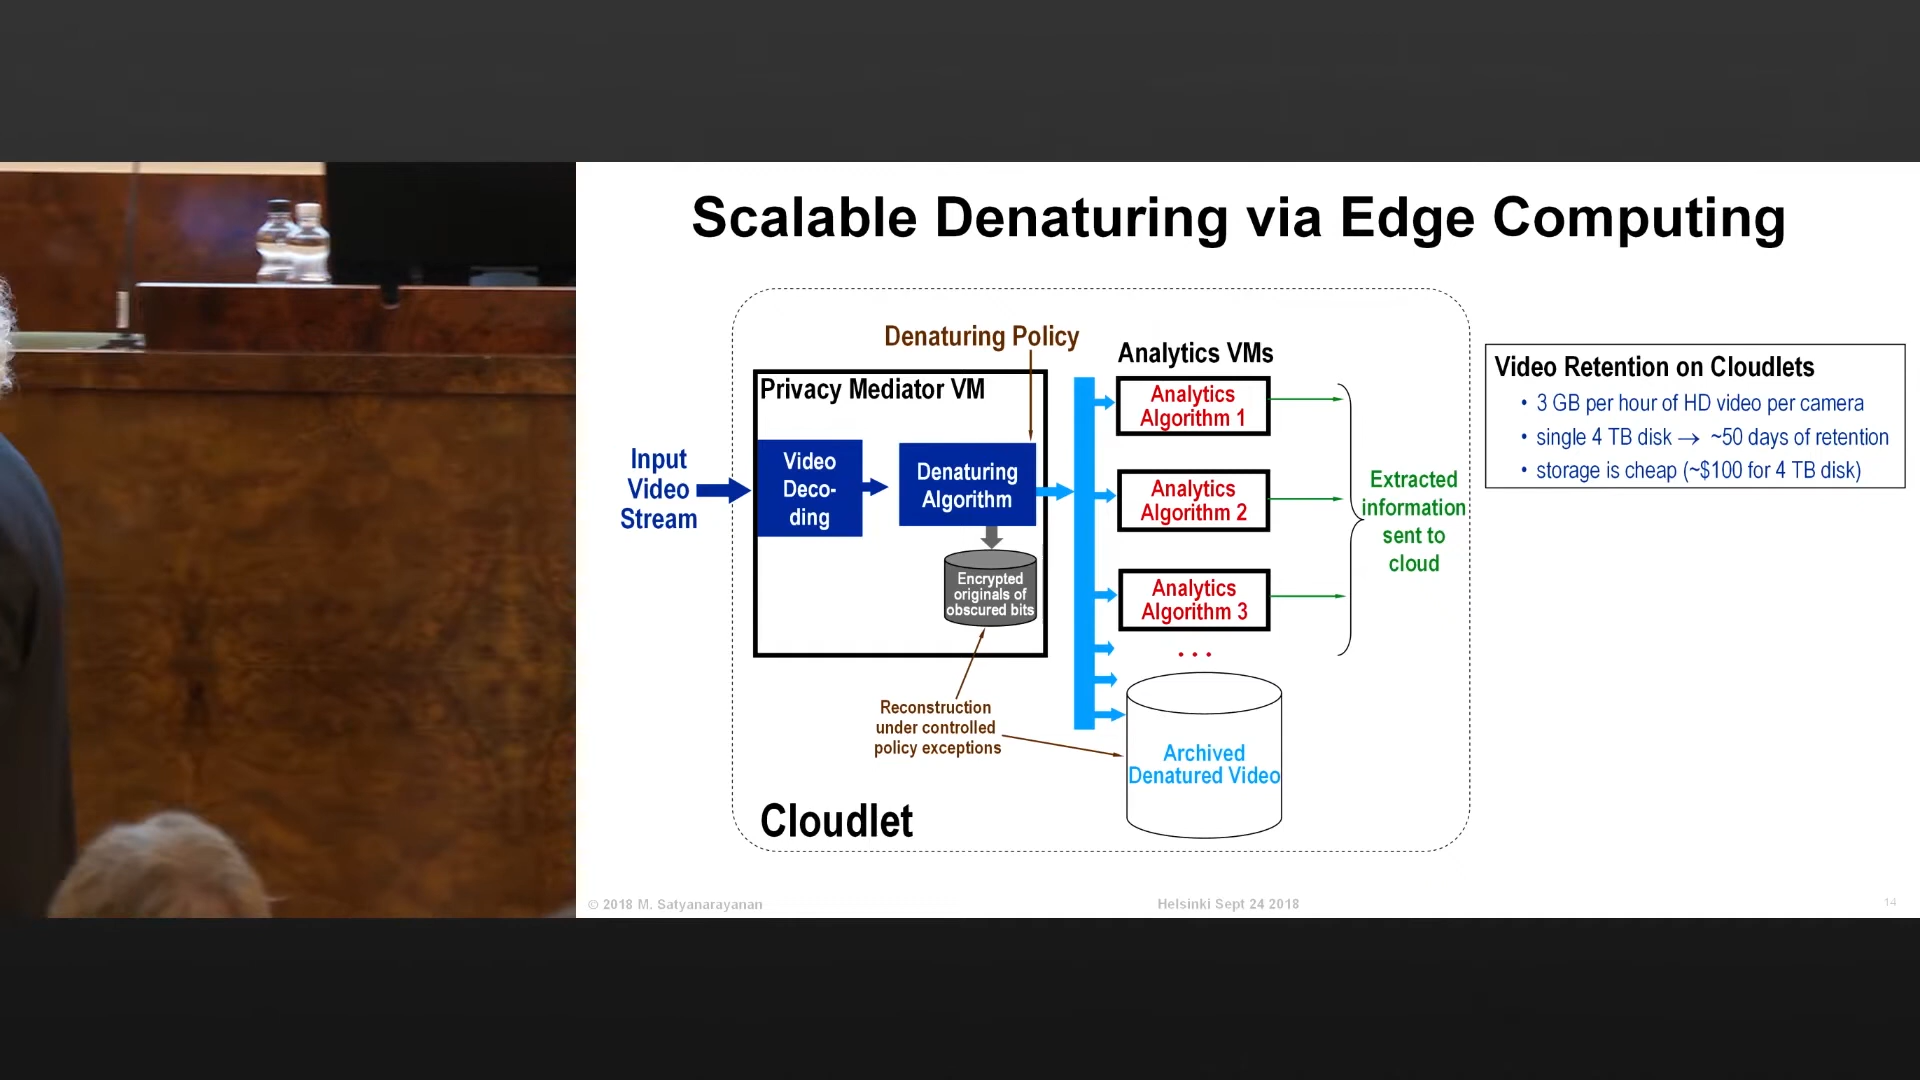 Scalable Denaturing via Edge Computing
Denaturing Policy
Analytics VMs
Privacy Mediator VM
Input
Video
Stream
Video
Deco-
ding
Denaturing
Algorithm
Encrypted
originals of
obscured bits
Analytics
Algorithm 1
Analytics
Algorithm 2
Analytics
Algorithm 3
...
Extracted
information
sent to
cloud
Reconstruction
under controlled
policy exceptions
Archived
Denatured Video
Cloudlet
Video Retention on Cloudlets
• 3 GB per hour of HD video per camera
• single 4 TB disk → ~50 days of retention
• storage is cheap (~$100 for 4 TB disk)
© 2018 M. Satyanarayanan
Helsinki Sept 24 2018
14